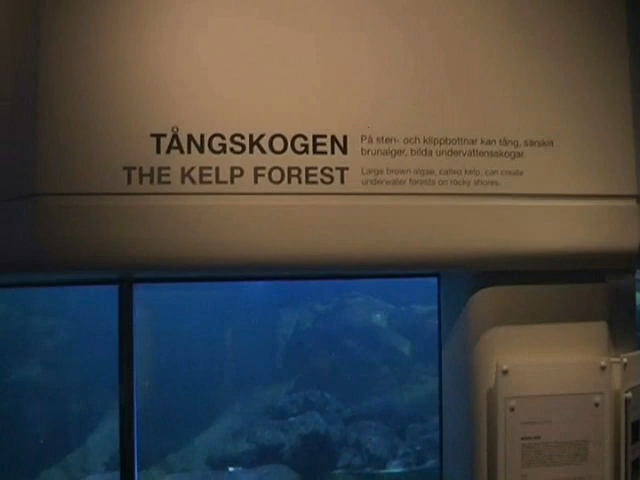 TÅNGSKOGEN
På sten- och klippbottnar kan tång, särskilt
brunalger, bilda undervattensskogar.
THE KELP FOREST
Large brown algae, called kelp, can create
underwater forests on rocky shores.